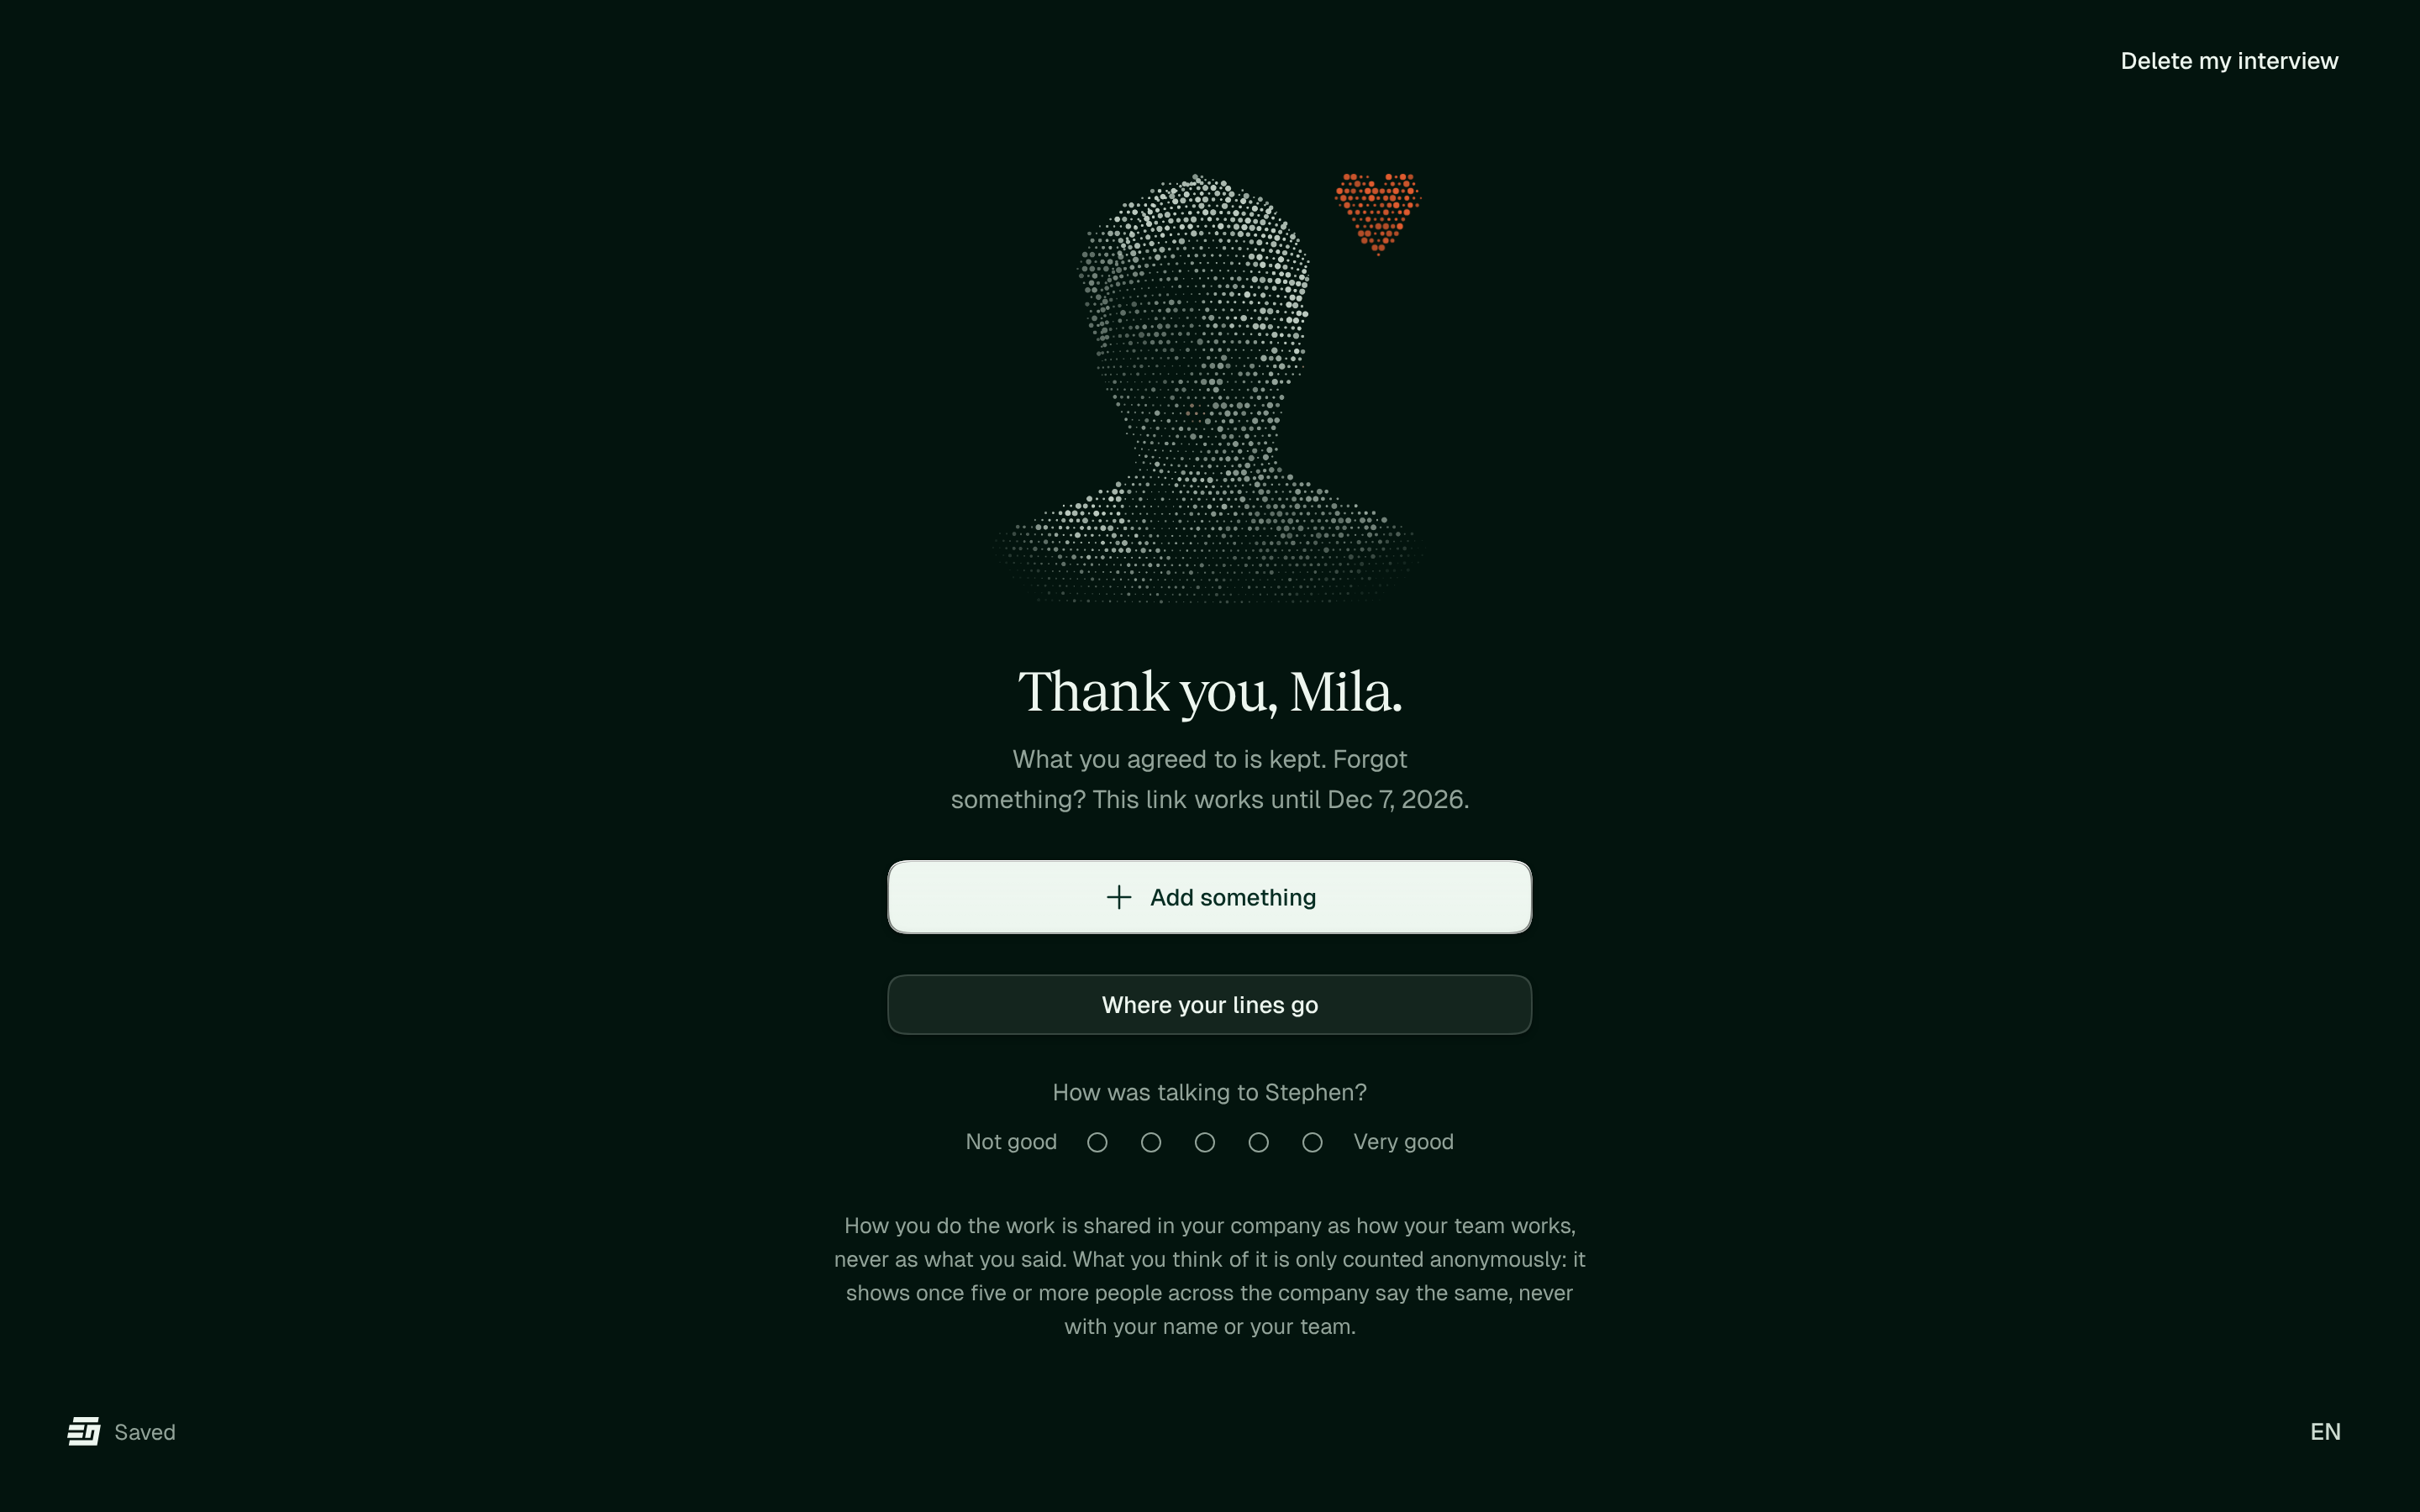 Delete my interview
Thank you, Mila.
What you agreed to is kept. Forgot
something? This link works until Dec 7, 2026.
Add something
Where your lines go
How was talking to Stephen?
Not good
Very good
How you do the work is shared in your company as how your team works,
never as what you said. What you think of it is only counted anonymously: it
shows once five or more people across the company say the same, never
with your name or your team.
Saved
EN